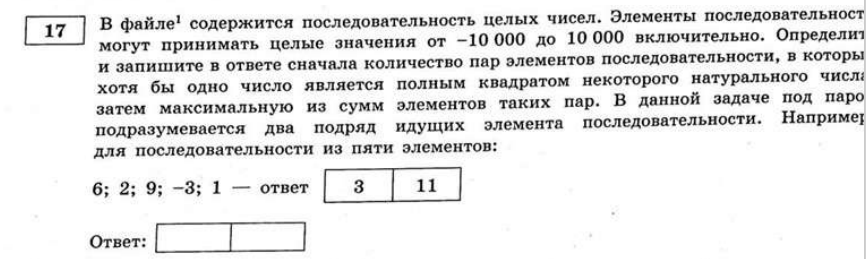 17 В файле¹ содержится последовательность целых чисел. Элементы последовательност
могут принимать целые значения от −10 000 до 10 000 включительно. Определит
и запишите в ответе сначала количество пар элементов последовательности, в которы
хотя бы одно число является полным квадратом некоторого натурального числ
затем максимальную из сумм элементов таких пар. В данной задаче под паро
подразумевается два подряд идущих элемента последовательности. Например
для последовательности из пяти элементов:
6; 2; 9; −3; 1 — ответ 3 11
Ответ: